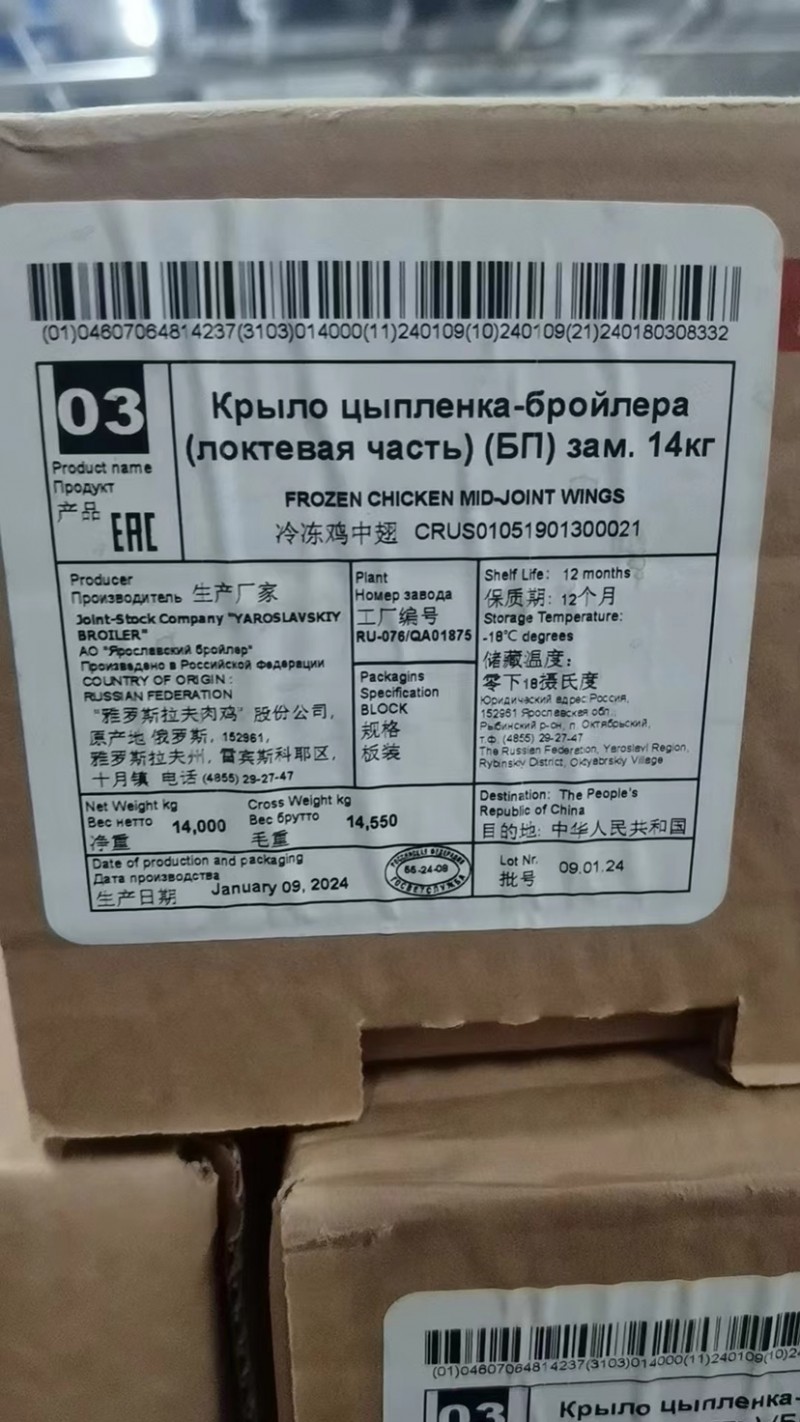 (01)04607064814237(3103)014000(11)240109(10)240109(21)240180308332
03
Product name
Продукт
产品
EAC
Крыло цыпленка-бройлера
(локтевая часть) (БП) зам. 14кг
FROZEN CHICKEN MID-JOINT WINGS
冷冻鸡中翅 CRUS01051901300021
Producer
Производитель 生产厂家
Joint-Stock Company "YAROSLAVSKIY
BROILER"
АО "Ярославский бройлер"
Произведено в Российской Федерации
COUNTRY OF ORIGIN :
RUSSIAN FEDERATION
"雅罗斯拉夫肉鸡" 股份公司,
原产地 俄罗斯, 152961,
雅罗斯拉夫州, 雷宾斯科耶区,
十月镇 电话 (4855) 29-27-47
Plant
Номер завода
工厂编号
RU-076/QA01875
Packagins
Specification
BLOCK
规格
板装
Shelf Life: 12 months
保质期: 12个月
Storage Temperature:
-18℃ degrees
储藏温度:
零下18摄氏度
Юридический адрес Россия,
152961 Ярославская обл.,
Рыбинский р-он, п. Октябрьский,
т.ф. (4855) 29-27-47
The Russian Federation, Yaroslavl Region,
Rybinskiy District, Oktyabrskiy Village
Net Weight kg
Вес нетто 14,000
净重
Cross Weight kg
Вес брутто 14,550
毛重
Destination: The People's
Republic of China
目的地: 中华人民共和国
Date of production and packaging
Дата производства
生产日期 January 09, 2024
РОССИЙСКАЯ ФЕДЕРАЦИЯ
ГОСВЕТСЛУЖБА
Lot Nr.
批号 09.01.24
(01)04607064814237(3103)014000(11)240109(10)24
03
Крыло цыпленка-